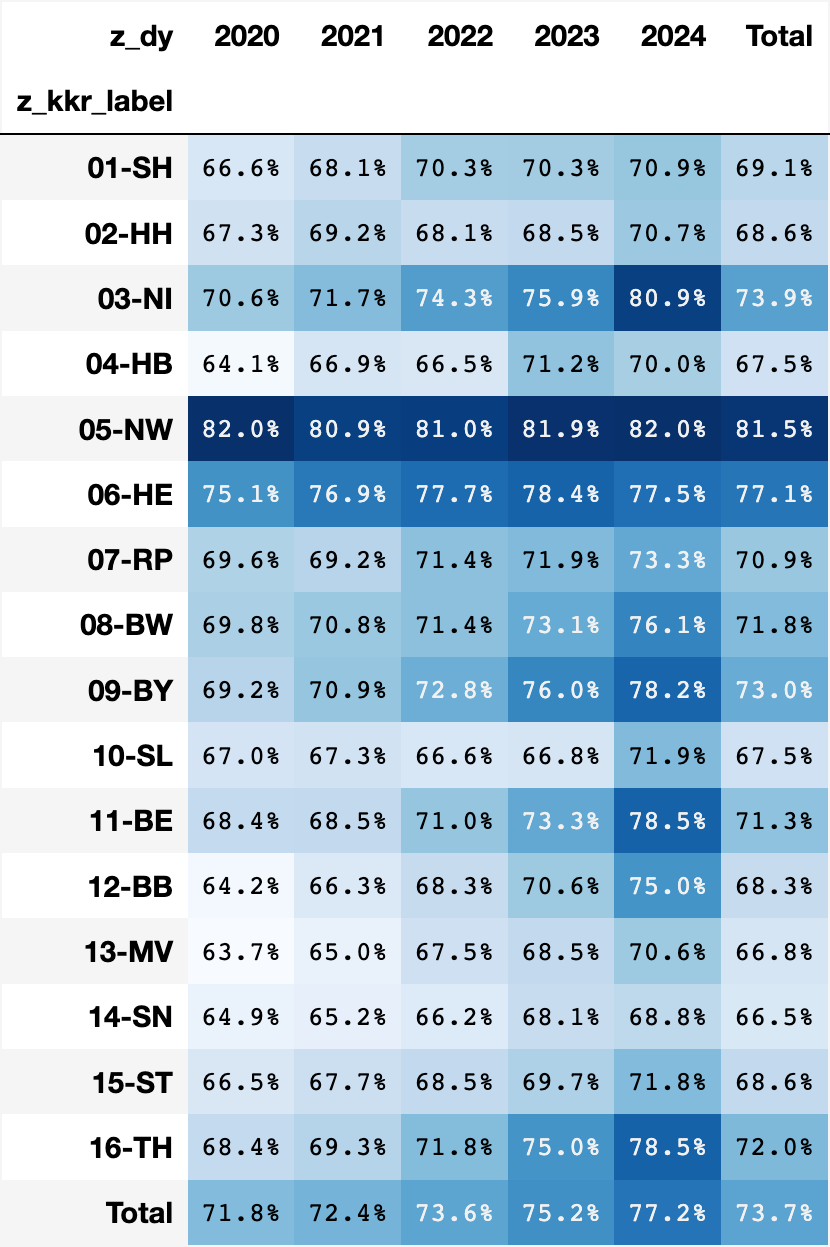 z_dy 2020 2021 2022 2023 2024 Total
z_kkr_label
01-SH 66.6% 68.1% 70.3% 70.3% 70.9% 69.1%
02-HH 67.3% 69.2% 68.1% 68.5% 70.7% 68.6%
03-NI 70.6% 71.7% 74.3% 75.9% 80.9% 73.9%
04-HB 64.1% 66.9% 66.5% 71.2% 70.0% 67.5%
05-NW 82.0% 80.9% 81.0% 81.9% 82.0% 81.5%
06-HE 75.1% 76.9% 77.7% 78.4% 77.5% 77.1%
07-RP 69.6% 69.2% 71.4% 71.9% 73.3% 70.9%
08-BW 69.8% 70.8% 71.4% 73.1% 76.1% 71.8%
09-BY 69.2% 70.9% 72.8% 76.0% 78.2% 73.0%
10-SL 67.0% 67.3% 66.6% 66.8% 71.9% 67.5%
11-BE 68.4% 68.5% 71.0% 73.3% 78.5% 71.3%
12-BB 64.2% 66.3% 68.3% 70.6% 75.0% 68.3%
13-MV 63.7% 65.0% 67.5% 68.5% 70.6% 66.8%
14-SN 64.9% 65.2% 66.2% 68.1% 68.8% 66.5%
15-ST 66.5% 67.7% 68.5% 69.7% 71.8% 68.6%
16-TH 68.4% 69.3% 71.8% 75.0% 78.5% 72.0%
Total 71.8% 72.4% 73.6% 75.2% 77.2% 73.7%